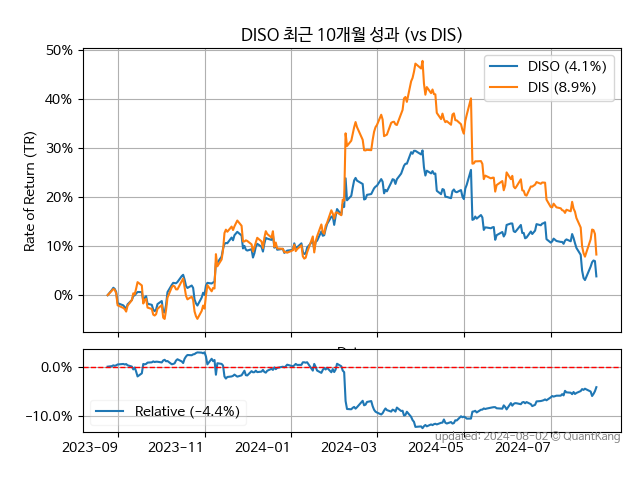 DISO 최근 10개월 성과 (vs DIS)
50%
40%
30%
20%
10%
0%
Rate of Return (TR)
DISO (4.1%)
DIS (8.9%)
0.0%
−10.0%
Relative (−4.4%)
2023-09
2023-11
2024-01
2024-03
2024-05
2024-07
updated: 2024-08-02 © QuantKang